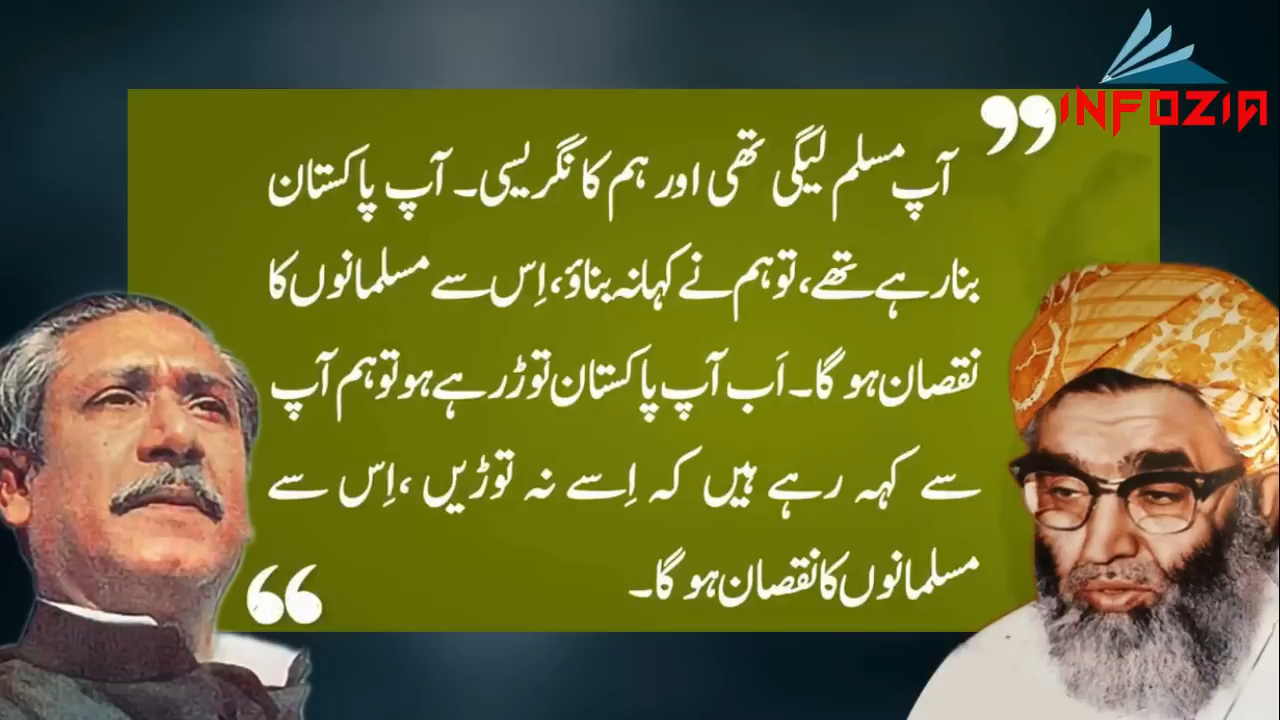 INFOZIA
آپ مسلم لیگی تھی اور ہم کانگریسی۔ آپ پاکستان
بنا رہے تھے، تو ہم نے کہا نہ بناؤ، اِس سے مسلمانوں کا
نقصان ہو گا۔ اَب آپ پاکستان توڑ رہے ہو تو ہم آپ
سے کہہ رہے ہیں کہ اِسے نہ توڑیں، اِس سے
مسلمانوں کا نقصان ہو گا۔